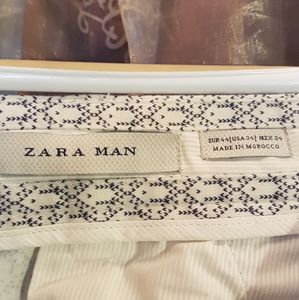 ZARA MAN
EUR 44|USA 34| MEX 34
MADE IN MOROCCO